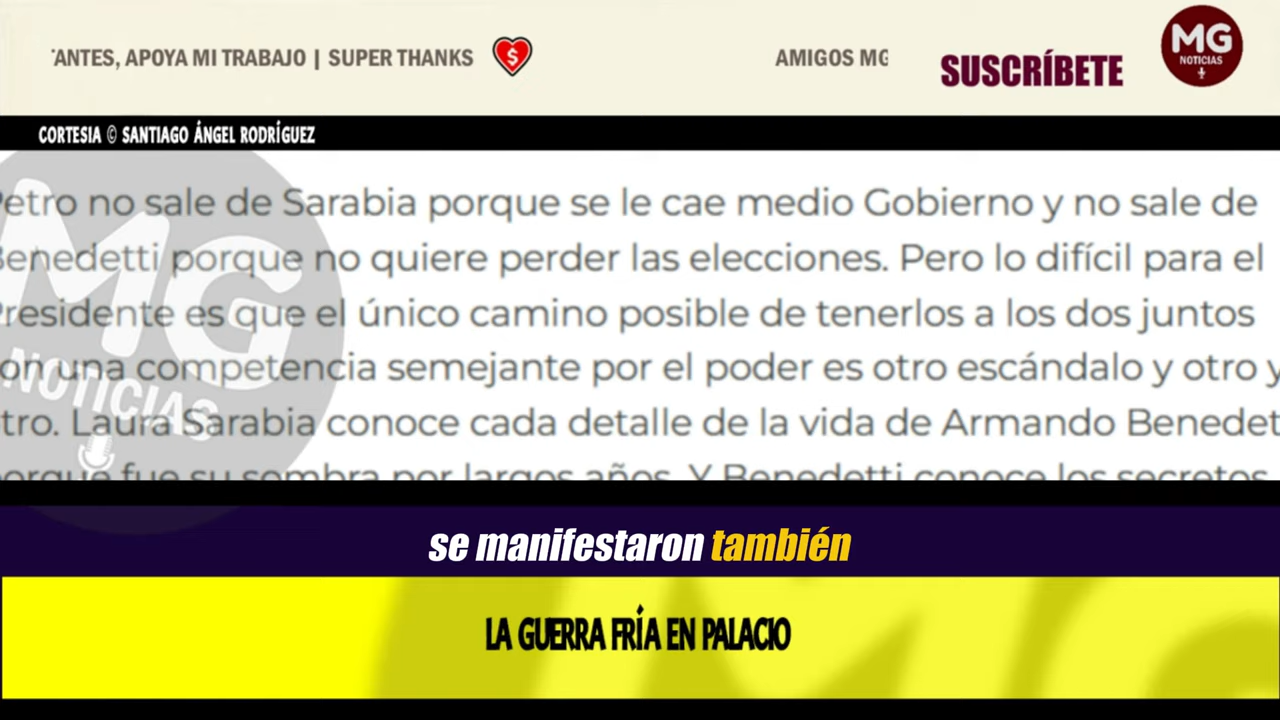 'ANTES, APOYA MI TRABAJO | SUPER THANKS
AMIGOS MG
SUSCRÍBETE
MG
NOTICIAS
CORTESIA © SANTIAGO ÁNGEL RODRÍGUEZ
Petro no sale de Sarabia porque se le cae medio Gobierno y no sale de
Benedetti porque no quiere perder las elecciones. Pero lo difícil para el
Presidente es que el único camino posible de tenerlos a los dos juntos
on una competencia semejante por el poder es otro escándalo y otro y
tro. Laura Sarabia conoce cada detalle de la vida de Armando Benedet
porque fue su sombra por largos años. Y Benedetti conoce los secretos
MG
NOTICIAS
se manifestaron también
LA GUERRA FRÍA EN PALACIO